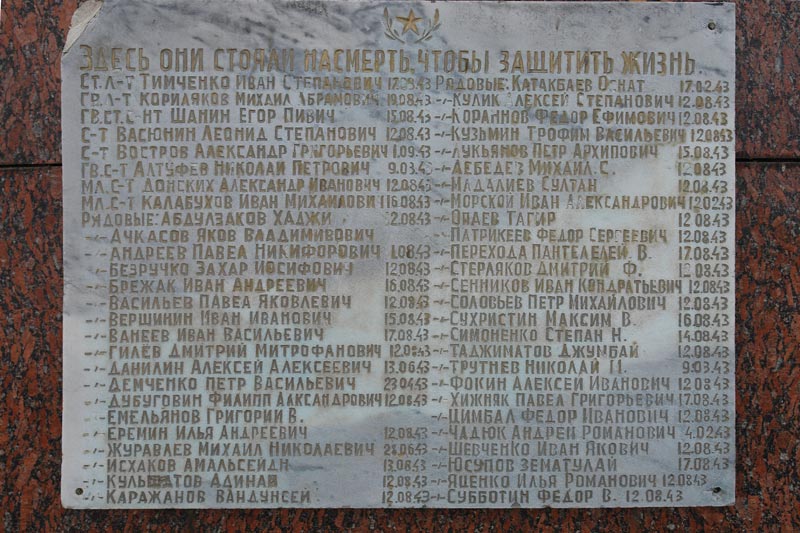 ЗДЕСЬ ОНИ СТОЯЛИ НАСМЕРТЬ, ЧТОБЫ ЗАЩИТИТЬ ЖИЗНЬ.
СТ. Л-Т ТИМЧЕНКО ИВАН СТЕПАНОВИЧ 12.08.43
ГВ. Л-Т КОРИЛЯКОВ МИХАИЛ АБРАМОВИЧ 19.08.43
ГВ. СТ. С-НТ ШАНИН ЕГОР ПИВИЧ 15.08.43
С-Т ВАСЮНИН ЛЕОНИД СТЕПАНОВИЧ 12.08.43
С-Т ВОСТРОВ АЛЕКСАНДР ГРИГОРЬЕВИЧ 1.09.43
ГВ. С-Т АЛТУФЕВ НИКОЛАЙ ПЕТРОВИЧ 9.03.43
МЛ. С-Т ДОНСКИХ АЛЕКСАНДР ИВАНОВИЧ 12.08.43
МЛ. С-Т КАЛАБУХОВ ИВАН МИХАИЛОВИЧ 16.08.43
РЯДОВЫЕ: АБДУЛЗАКОВ ХАДЖИ 12.08.43
-//- АЧКАСОВ ЯКОВ ВЛАДИМИВОВИЧ
-//- АНДРЕЕВ ПАВЕЛ НИКИФОРОВИЧ 1.08.43
-//- БЕЗРУЧКО ЗАХАР ИОСИФОВИЧ 12.08.43
-//- БРЕЖАК ИВАН АНДРЕЕВИЧ 16.08.43
-//- ВАСИЛЬЕВ ПАВЕЛ ЯКОВЛЕВИЧ 12.08.43
-//- ВЕРШИНИН ИВАН ИВАНОВИЧ 15.08.43
-//- ВАНЕЕВ ИВАН ВАСИЛЬЕВИЧ 17.08.43
-//- ГИЛЕВ ДМИТРИЙ МИТРОФАНОВИЧ 12.08.43
-//- ДАНИЛИН АЛЕКСЕЙ АЛЕКСЕЕВИЧ 13.06.43
-//- ДЕМЧЕНКО ПЕТР ВАСИЛЬЕВИЧ 23.04.43
-//- ДУБУГОВИН ФИЛИПП АЛКСАНДРОВИЧ 12.08.43
-//- ЕМЕЛЬЯНОВ ГРИГОРИЙ В.
-//- ЕРЕМИН ИЛЬЯ АНДРЕЕВИЧ 12.08.43
-//- ЖУРАВЛЕВ МИХАИЛ НИКОЛАЕВИЧ 21.06.43
-//- ИСХАКОВ АМАЛЬСЕИДН 13.08.43
-//- КУЛЬШАТОВ АДИНАИ 12.08.43
-//- КАРАЖАНОВ ВАНДУНСЕЙ 12.08.43
РЯДОВЫЕ: КАТАКБАЕВ ОСНАТ 17.02.43
-//- КУЛИК АЛЕКСЕЙ СТЕПАНОВИЧ 12.08.43
-//- КОРАННОВ ФЕДОР ЕФИМОВИЧ 12.08.43
-//- КУЗЬМИН ТРОФИМ ВАСИЛЬЕВИЧ 12.08.43
-//- ЛУКЬЯНОВ ПЕТР АРХИПОВИЧ 15.08.43
-//- ЛЕБЕДЕВ МИХАИЛ С. 12.08.43
-//- МАДАЛИЕВ СУЛТАН 12.08.43
-//- МОРСКОЙ ИВАН АЛЕКСАНДРОВИЧ 12.02.43
-//- ОПАЕВ ТАГИР 12.08.43
-//- ПАТРИКЕЕВ ФЕДОР СЕРГЕЕВИЧ 12.08.43
-//- ПЕРЕХОДА ПАНТЕЛЕЛЕЙ В. 17.08.43
-//- СТЕРЛЯКОВ ДМИТРИЙ Ф. 12.08.43
-//- СЕННИКОВ ИВАН КОНДРАТЬЕВИЧ 12.08.43
-//- СОЛОВЬЕВ ПЕТР МИХАЙЛОВИЧ 12.08.43
-//- СУХРИСТИН МАКСИМ В. 16.08.43
-//- СИМОНЕНКО СТЕПАН Н. 14.08.43
-//- ТАДЖИМАТОВ ДЖУМБАЙ 12.08.43
-//- ТРУТНЕВ НИКОЛАЙ И. 9.03.43
-//- ФОКИН АЛЕКСЕЙ ИВАНОВИЧ 12.08.43
-//- ХИЖНЯК ПАВЕЛ ГРИГОРЬЕВИЧ 17.08.43
-//- ЦИМБАЛ ФЕДОР ИВАНОВИЧ 12.08.43
-//- ЧАДЮК АНДРЕЙ РОМАНОВИЧ 4.02.43
-//- ШЕВЧЕНКО ИВАН ЯКОВИЧ 12.08.43
-//- ЮСУПОВ ЗЕМАТУЛАЙ 17.08.43
-//- ЯЩЕНКО ИЛЬЯ РОМАНОВИЧ 12.08.43
-//- СУББОТИН ФЕДОР В. 12.08.43